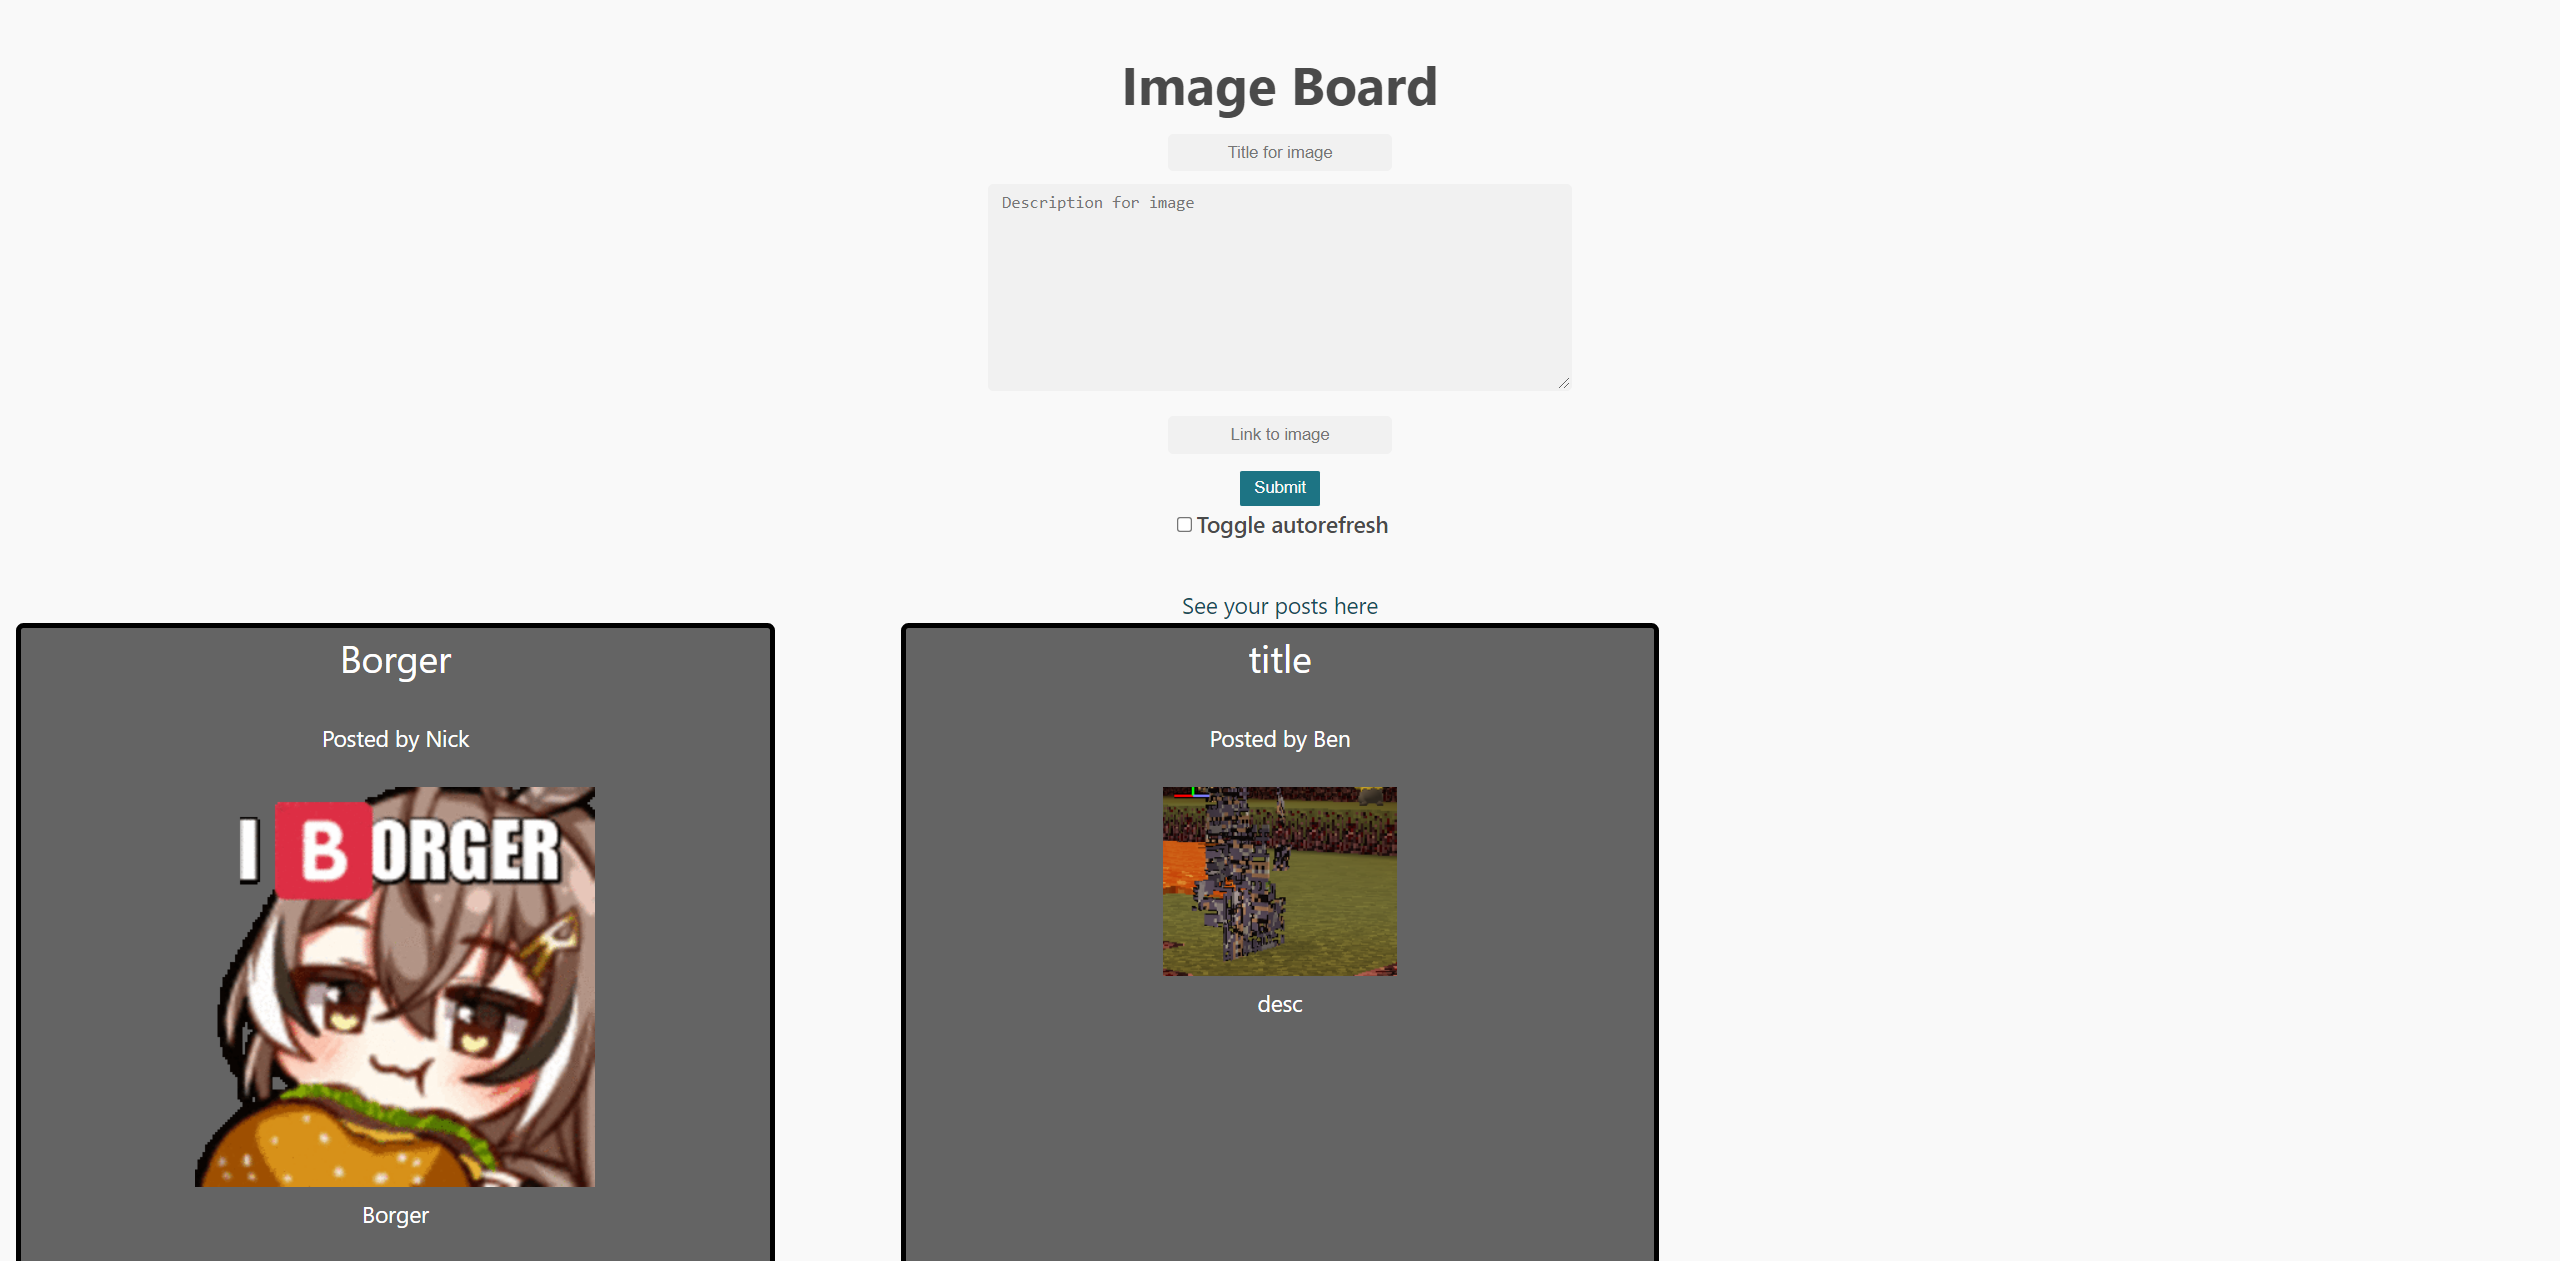 Image Board
Title for image
Description for image
Link to image
Submit
Toggle autorefresh
See your posts here
Borger
Posted by Nick
I BORGER
Borger
title
Posted by Ben
desc